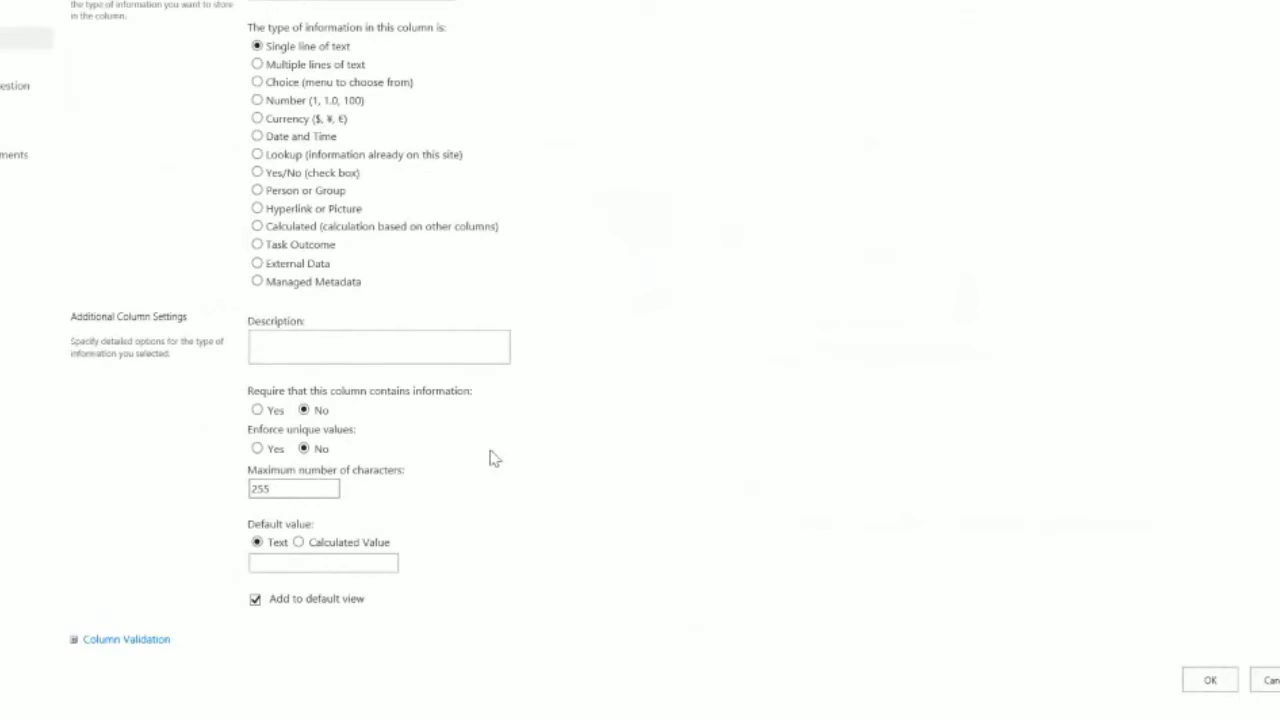 the type of information you want to store
in the column.
estion
ments
The type of information in this column is:
Single line of text
Multiple lines of text
Choice (menu to choose from)
Number (1, 1.0, 100)
Currency ($, ¥, €)
Date and Time
Lookup (information already on this site)
Yes/No (check box)
Person or Group
Hyperlink or Picture
Calculated (calculation based on other columns)
Task Outcome
External Data
Managed Metadata
Additional Column Settings
Specify detailed options for the type of
information you selected.
Description:
Require that this column contains information:
Yes No
Enforce unique values:
Yes No
Maximum number of characters:
255
Default value:
Text Calculated Value
Add to default view
Column Validation
OK Can